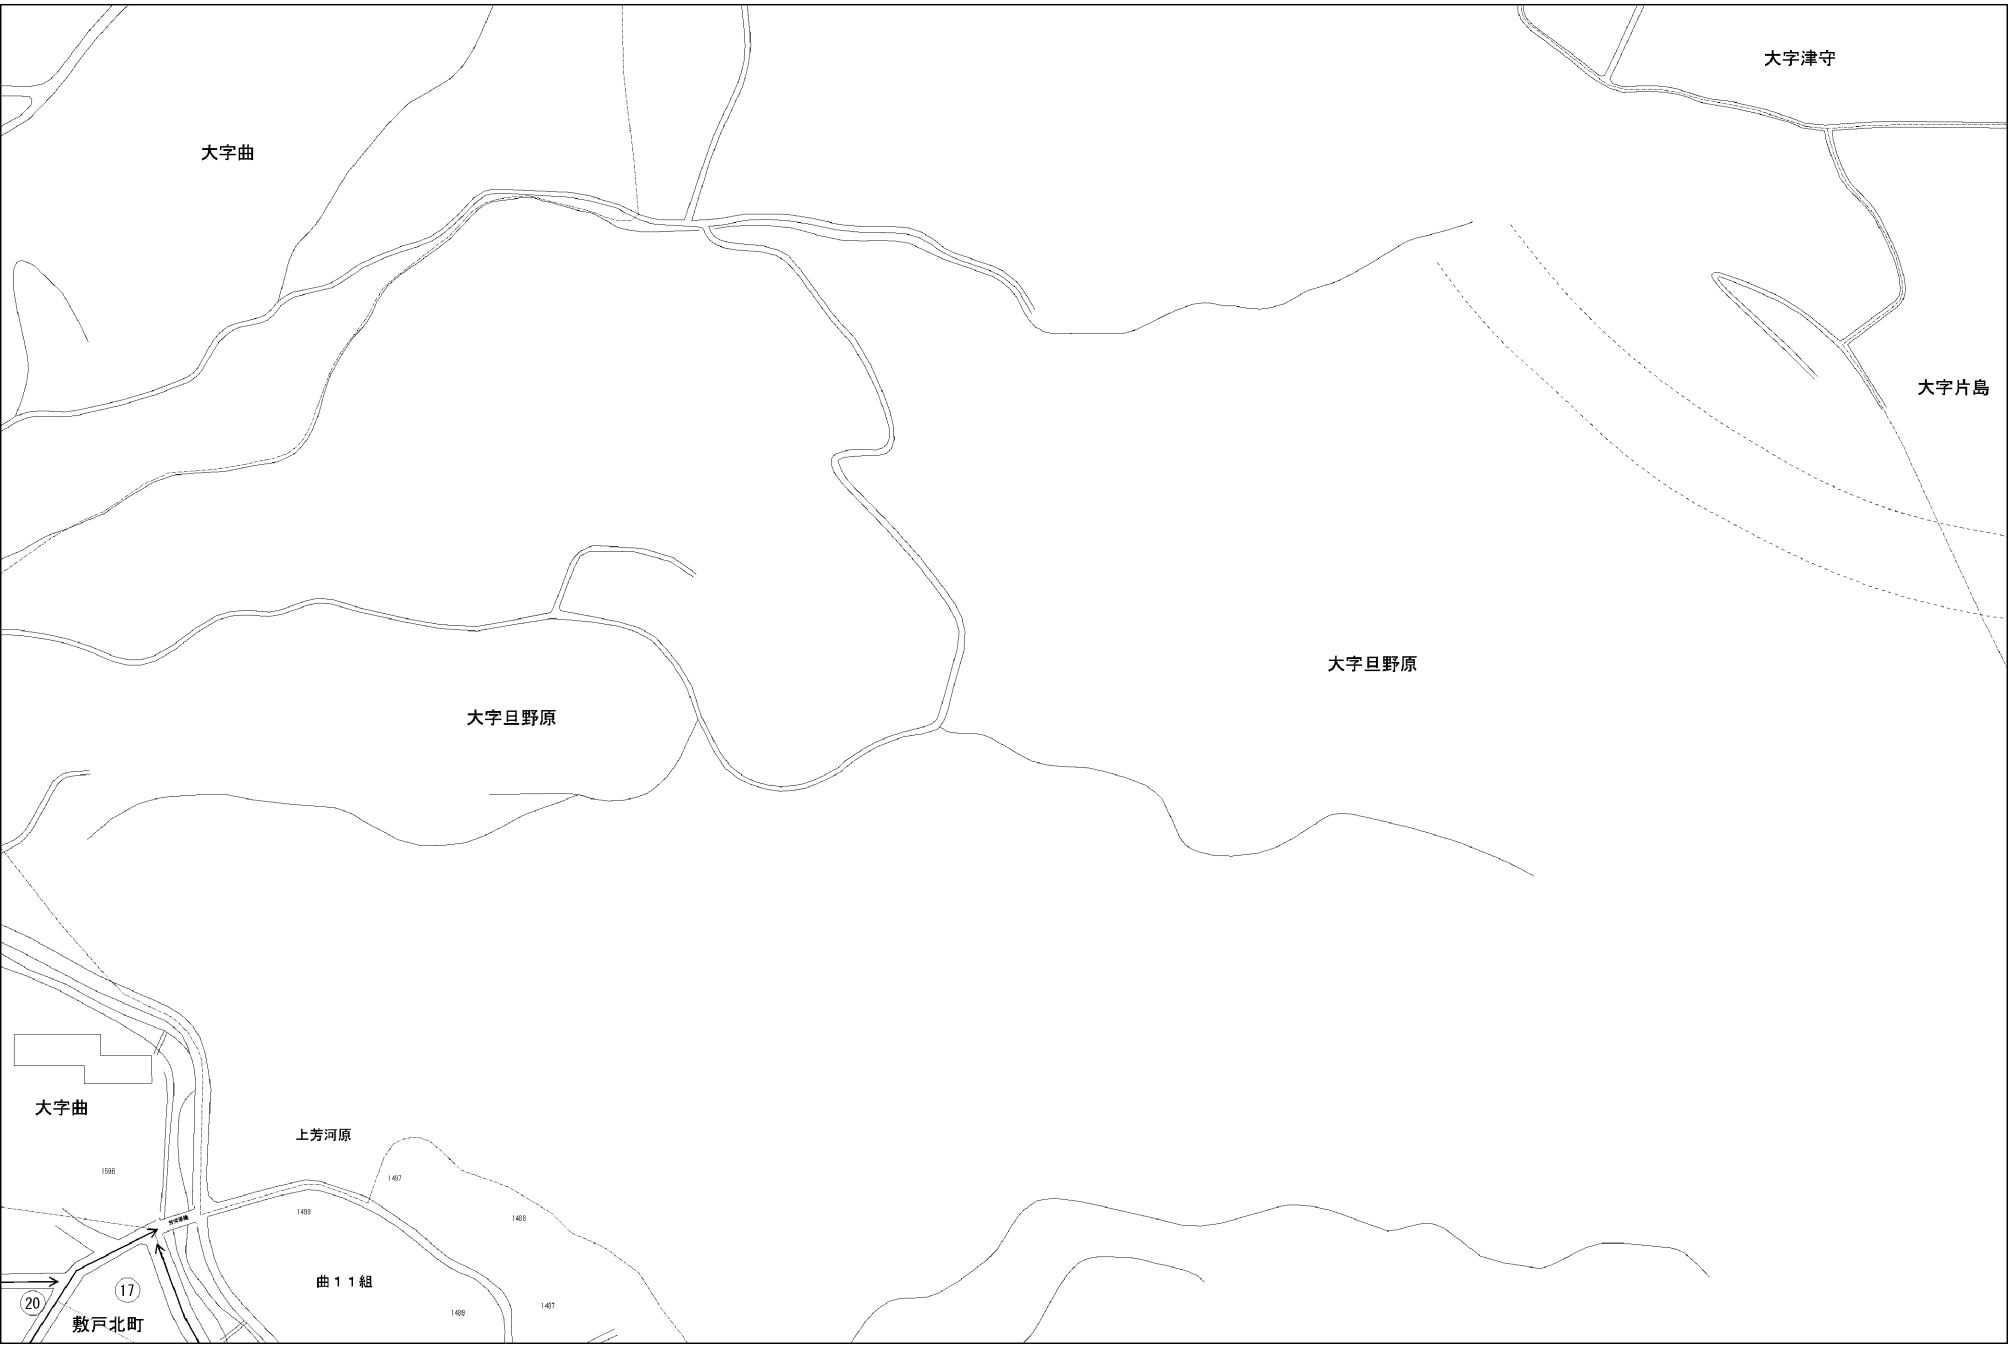 大字津守
大字曲
大字片島
大字旦野原
大字旦野原
大字曲
上芳河原
1596
1497
1498
1488
曲11組
17
20
1489
1487
敷戸北町